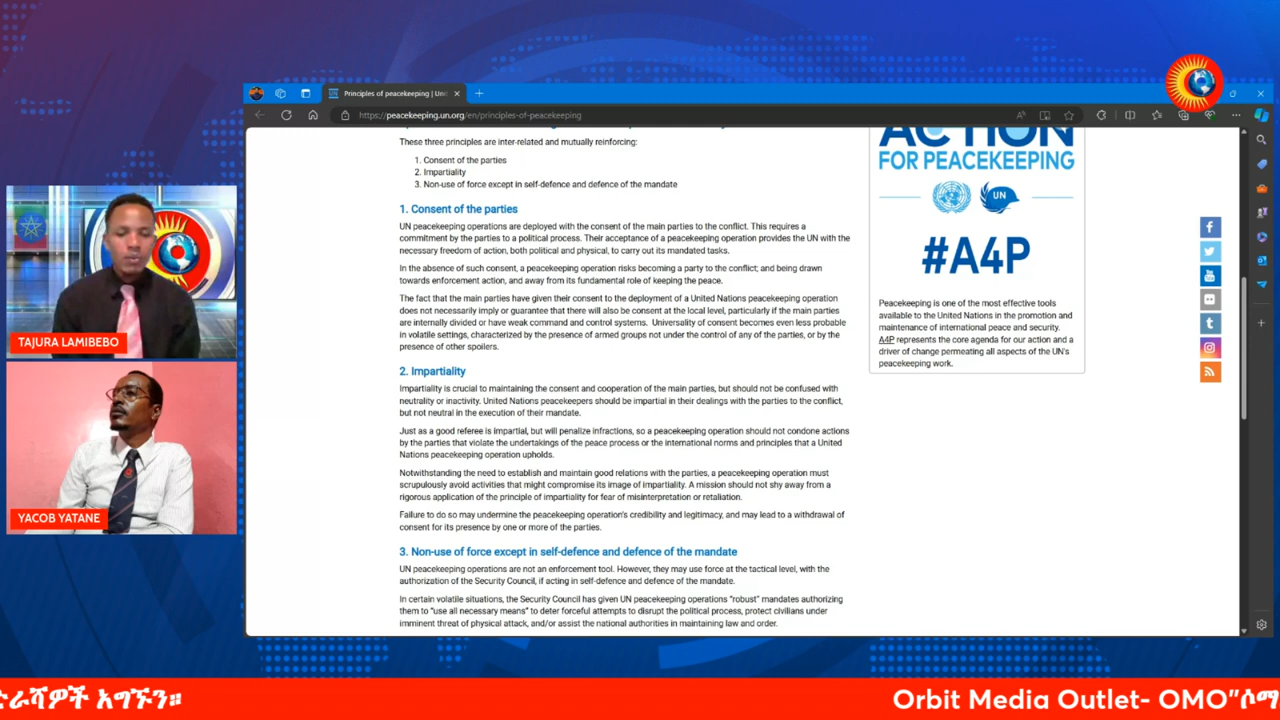 Principles of peacekeeping | Uni
https://peacekeeping.un.org/en/principles-of-peacekeeping
These three principles are inter-related and mutually reinforcing:
1. Consent of the parties
2. Impartiality
3. Non-use of force except in self-defence and defence of the mandate
1. Consent of the parties
UN peacekeeping operations are deployed with the consent of the main parties to the conflict. This requires a
commitment by the parties to a political process. Their acceptance of a peacekeeping operation provides the UN with the
necessary freedom of action, both political and physical, to carry out its mandated tasks.
In the absence of such consent, a peacekeeping operation risks becoming a party to the conflict; and being drawn
towards enforcement action, and away from its fundamental role of keeping the peace.
The fact that the main parties have given their consent to the deployment of a United Nations peacekeeping operation
does not necessarily imply or guarantee that there will also be consent at the local level, particularly if the main parties
are internally divided or have weak command and control systems. Universality of consent becomes even less probable
in volatile settings, characterized by the presence of armed groups not under the control of any of the parties, or by the
presence of other spoilers.
2. Impartiality
Impartiality is crucial to maintaining the consent and cooperation of the main parties, but should not be confused with
neutrality or inactivity. United Nations peacekeepers should be impartial in their dealings with the parties to the conflict,
but not neutral in the execution of their mandate.
Just as a good referee is impartial, but will penalize infractions, so a peacekeeping operation should not condone actions
by the parties that violate the undertakings of the peace process or the international norms and principles that a United
Nations peacekeeping operation upholds.
Notwithstanding the need to establish and maintain good relations with the parties, a peacekeeping operation must
scrupulously avoid activities that might compromise its image of impartiality. A mission should not shy away from a
rigorous application of the principle of impartiality for fear of misinterpretation or retaliation.
Failure to do so may undermine the peacekeeping operation's credibility and legitimacy, and may lead to a withdrawal of
consent for its presence by one or more of the parties.
3. Non-use of force except in self-defence and defence of the mandate
UN peacekeeping operations are not an enforcement tool. However, they may use force at the tactical level, with the
authorization of the Security Council, if acting in self-defence and defence of the mandate.
In certain volatile situations, the Security Council has given UN peacekeeping operations "robust" mandates authorizing
them to "use all necessary means" to deter forceful attempts to disrupt the political process, protect civilians under
imminent threat of physical attack, and/or assist the national authorities in maintaining law and order.
ACTION
FOR PEACEKEEPING
UN
#A4P
Peacekeeping is one of the most effective tools
available to the United Nations in the promotion and
maintenance of international peace and security.
A4P represents the core agenda for our action and a
driver of change permeating all aspects of the UN's
peacekeeping work.
You
Tube
TAJURA LAMIBEBO
YACOB YATANE
ድራሻዎች አግኙን።
Orbit Media Outlet- OMO"ሶማ